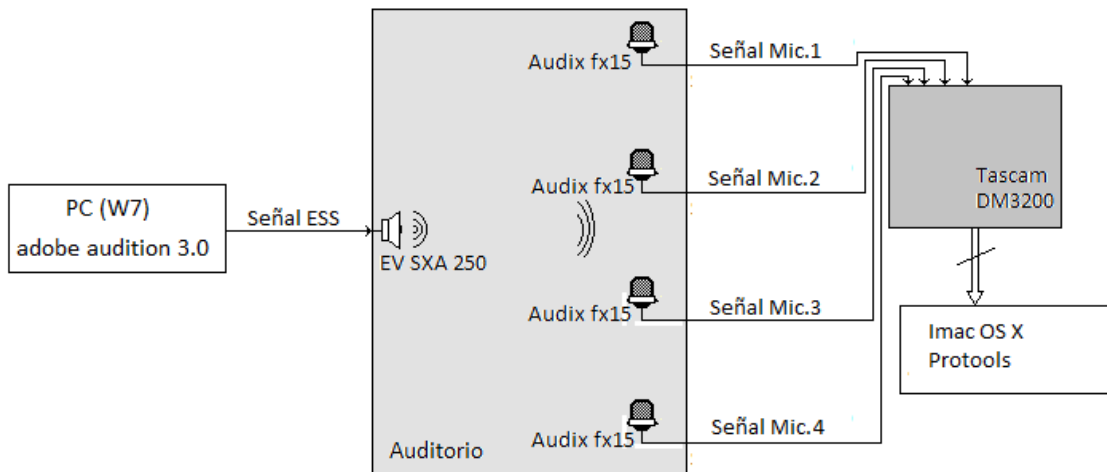 PC (W7)
adobe audition 3.0
Señal ESS
EV SXA 250
Audix fx15
Señal Mic.1
Audix fx15
Señal Mic.2
Audix fx15
Señal Mic.3
Audix fx15
Señal Mic.4
Auditorio
Tascam
DM3200
Imac OS X
Protools